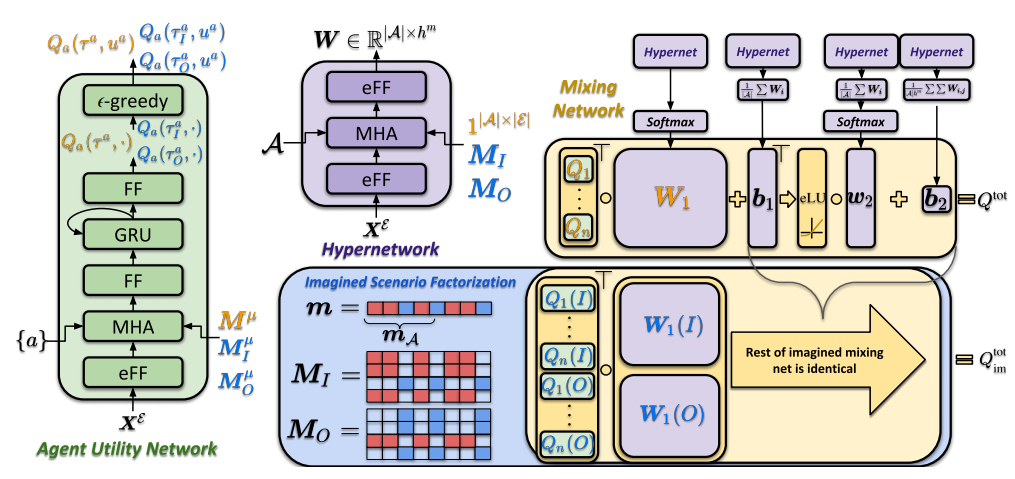 Q_a(τ^a, u^a)
Q_a(τ_I^a, u^a)
Q_a(τ_O^a, u^a)
ϵ-greedy
Q_a(τ^a, ·)
Q_a(τ_I^a, ·)
Q_a(τ_O^a, ·)
FF
GRU
FF
{a}
MHA
M^μ
M_I^μ
M_O^μ
eFF
X^ℰ
Agent Utility Network
W ∈ ℝ^{|𝒜|×h^m}
eFF
𝒜
MHA
1^{|𝒜|×|ℰ|}
M_I
M_O
eFF
X^ℰ
Hypernetwork
Mixing
Network
Hypernet
Hypernet
Hypernet
Hypernet
1/|𝒜| ∑ W_i
1/|𝒜| ∑ W_i
1/|𝒜|h^m ∑∑ W_{i,j}
Softmax
Softmax
Q_1
⋮
Q_n
⊤
W_1
b_1
⊤
eLU
w_2
b_2
= Q^tot
Imagined Scenario Factorization
m =
m_𝒜
M_I =
M_O =
Q_1(I)
⋮
Q_n(I)
Q_1(O)
⋮
Q_n(O)
⊤
W_1(I)
W_1(O)
Rest of imagined mixing
net is identical
= Q_im^tot